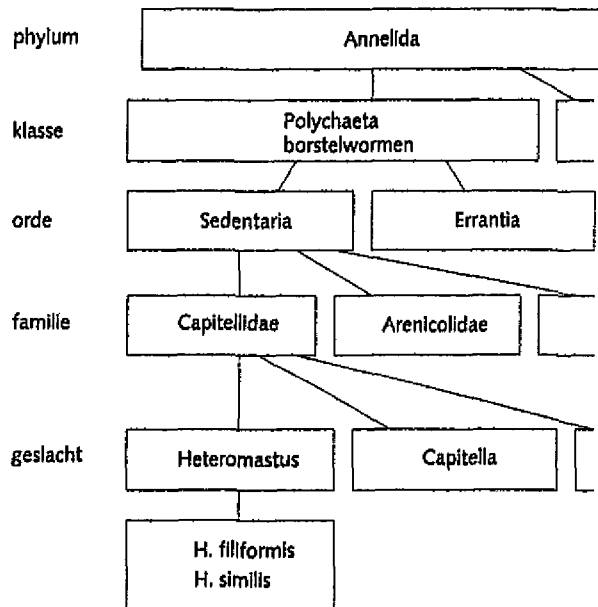 phylum
Annelida
klasse
Polychaeta
borstelwormen
orde
Sedentaria
Errantia
familie
Capitellidae
Arenicolidae
geslacht
Heteromastus
Capitella
H. filiformis
H. similis